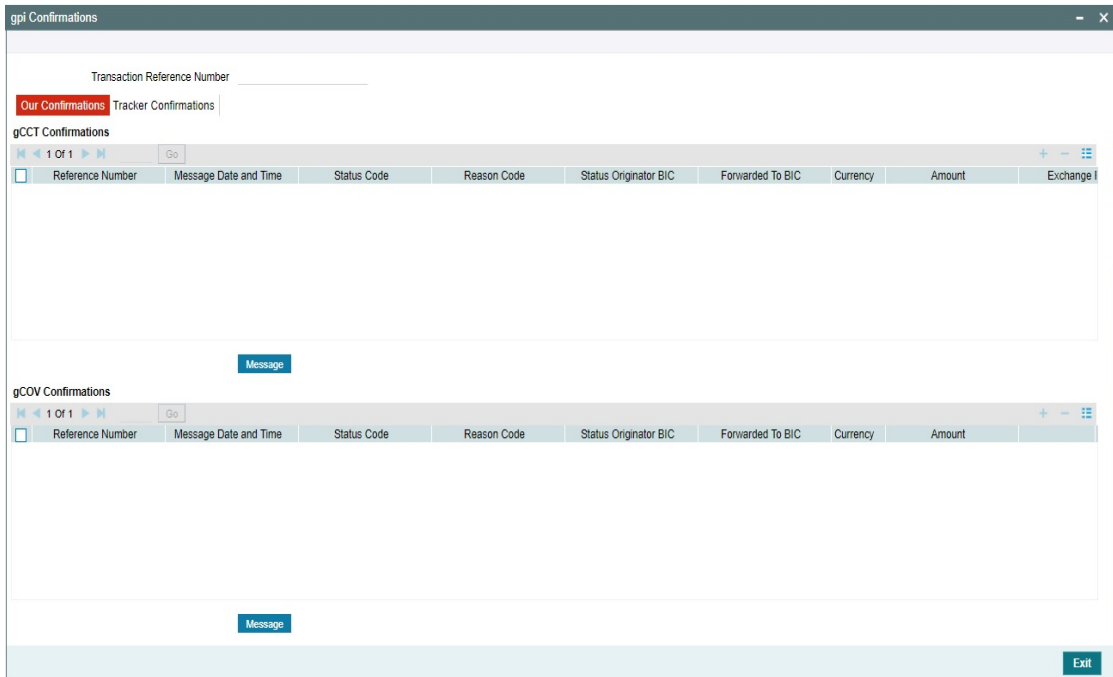 gpi Confirmations
Transaction Reference Number
Our Confirmations Tracker Confirmations
gCCT Confirmations
1 Of 1 Go
Reference Number Message Date and Time Status Code Reason Code Status Originator BIC Forwarded To BIC Currency Amount Exchange
Message
gCOV Confirmations
1 Of 1 Go
Reference Number Message Date and Time Status Code Reason Code Status Originator BIC Forwarded To BIC Currency Amount
Message
Exit